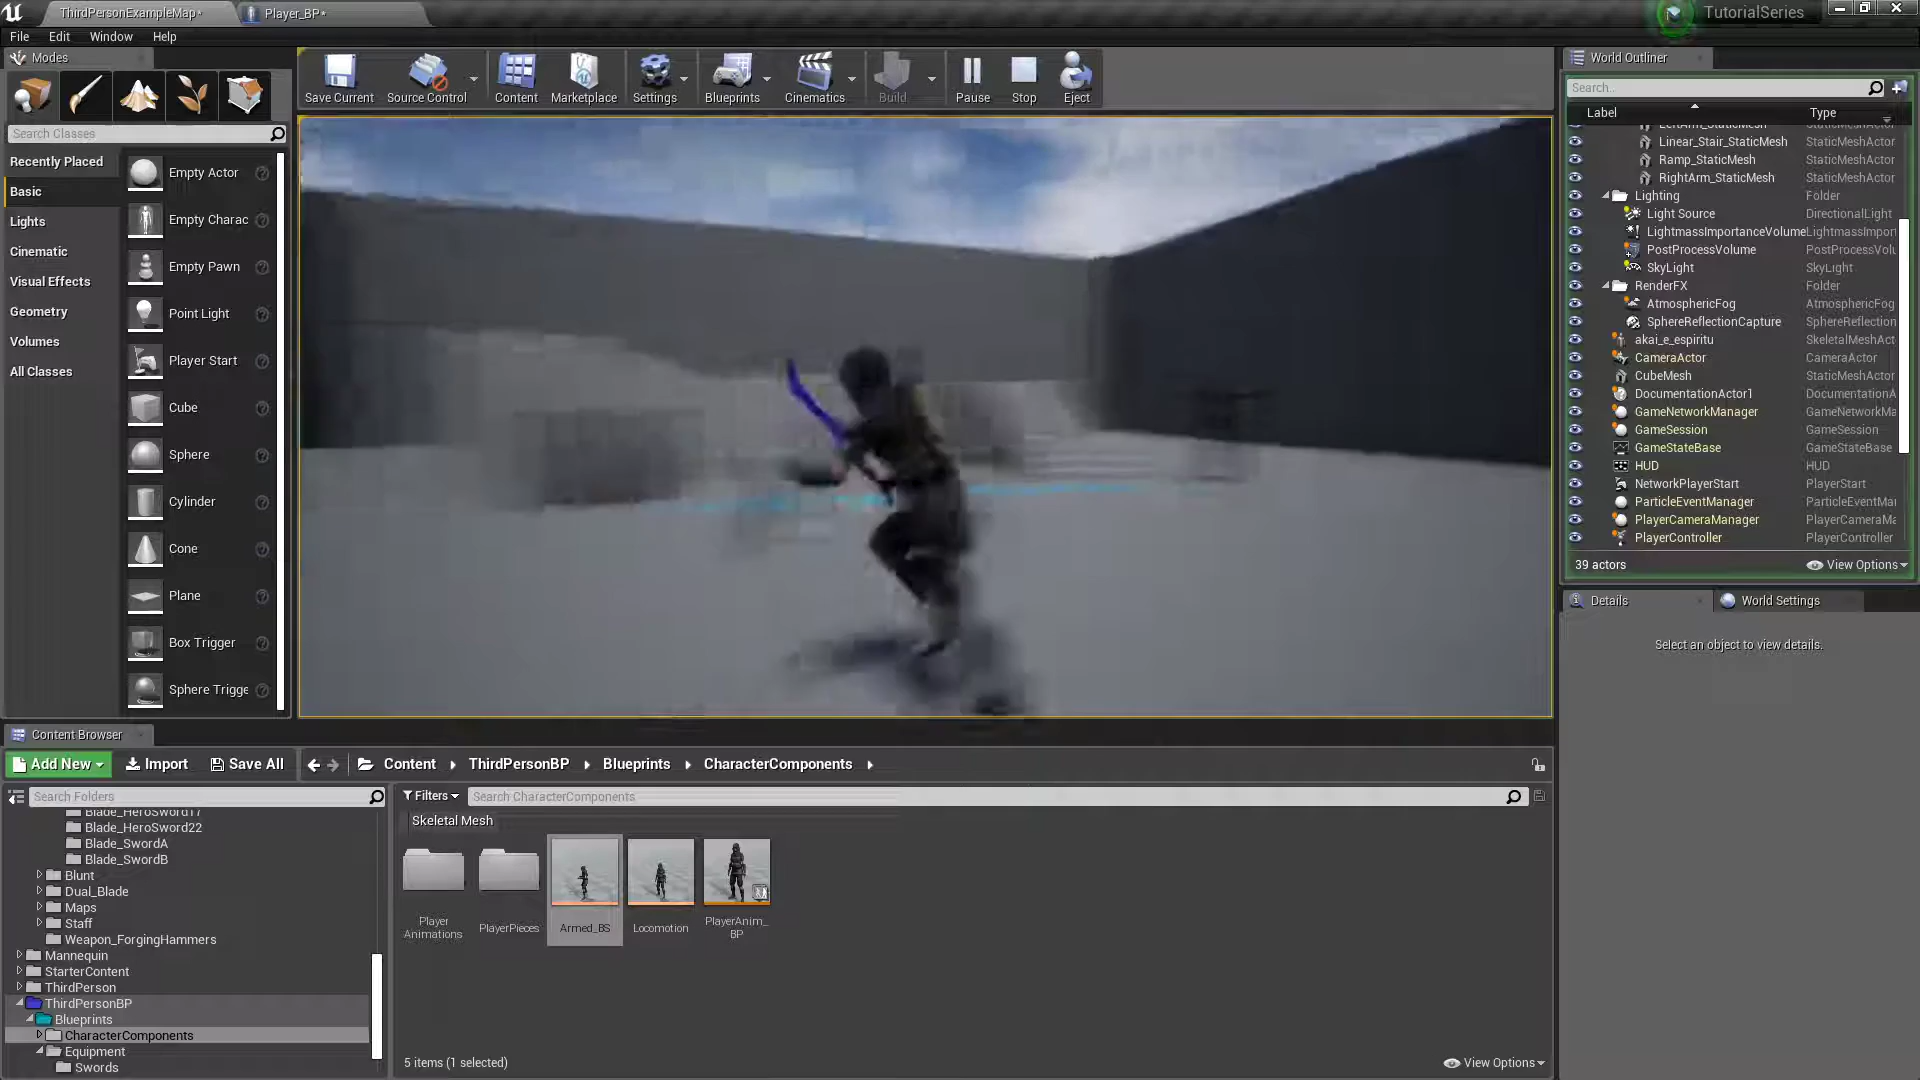 ThirdPersonExampleMap*
Player_BP*
TutorialSeries
File
Edit
Window
Help
Modes
Save Current
Source Control
Content
Marketplace
Settings
Blueprints
Cinematics
Build
Pause
Stop
Eject
Search Classes
Recently Placed
Basic
Lights
Cinematic
Visual Effects
Geometry
Volumes
All Classes
Empty Actor
Empty Charac
Empty Pawn
Point Light
Player Start
Cube
Sphere
Cylinder
Cone
Plane
Box Trigger
Sphere Trigge
World Outliner
Search..
Label
Type
LeftArm_StaticMesh StaticMeshActor
Linear_Stair_StaticMesh StaticMeshActor
Ramp_StaticMesh StaticMeshActor
RightArm_StaticMesh StaticMeshActor
Lighting Folder
Light Source DirectionalLight
LightmassImportanceVolume LightmassImpor
PostProcessVolume PostProcessVol
SkyLight SkyLight
RenderFX Folder
AtmosphericFog AtmosphericFog
SphereReflectionCapture SphereReflection
akai_e_espiritu SkeletalMeshAct
CameraActor CameraActor
CubeMesh StaticMeshActor
DocumentationActor1 DocumentationA
GameNetworkManager GameNetworkMa
GameSession GameSession
GameStateBase GameStateBase
HUD HUD
NetworkPlayerStart PlayerStart
ParticleEventManager ParticleEventMa
PlayerCameraManager PlayerCameraMa
PlayerController PlayerController
39 actors
View Options
Details
World Settings
Select an object to view details.
Content Browser
Add New
Import
Save All
Content
ThirdPersonBP
Blueprints
CharacterComponents
Search Folders
Filters
Search CharacterComponents
Skeletal Mesh
Blade_HeroSword17
Blade_HeroSword22
Blade_SwordA
Blade_SwordB
Blunt
Dual_Blade
Maps
Staff
Weapon_ForgingHammers
Mannequin
StarterContent
ThirdPerson
ThirdPersonBP
Blueprints
CharacterComponents
Equipment
Swords
Player
Animations
PlayerPieces
Armed_BS
Locomotion
PlayerAnim_
BP
5 items (1 selected)
View Options